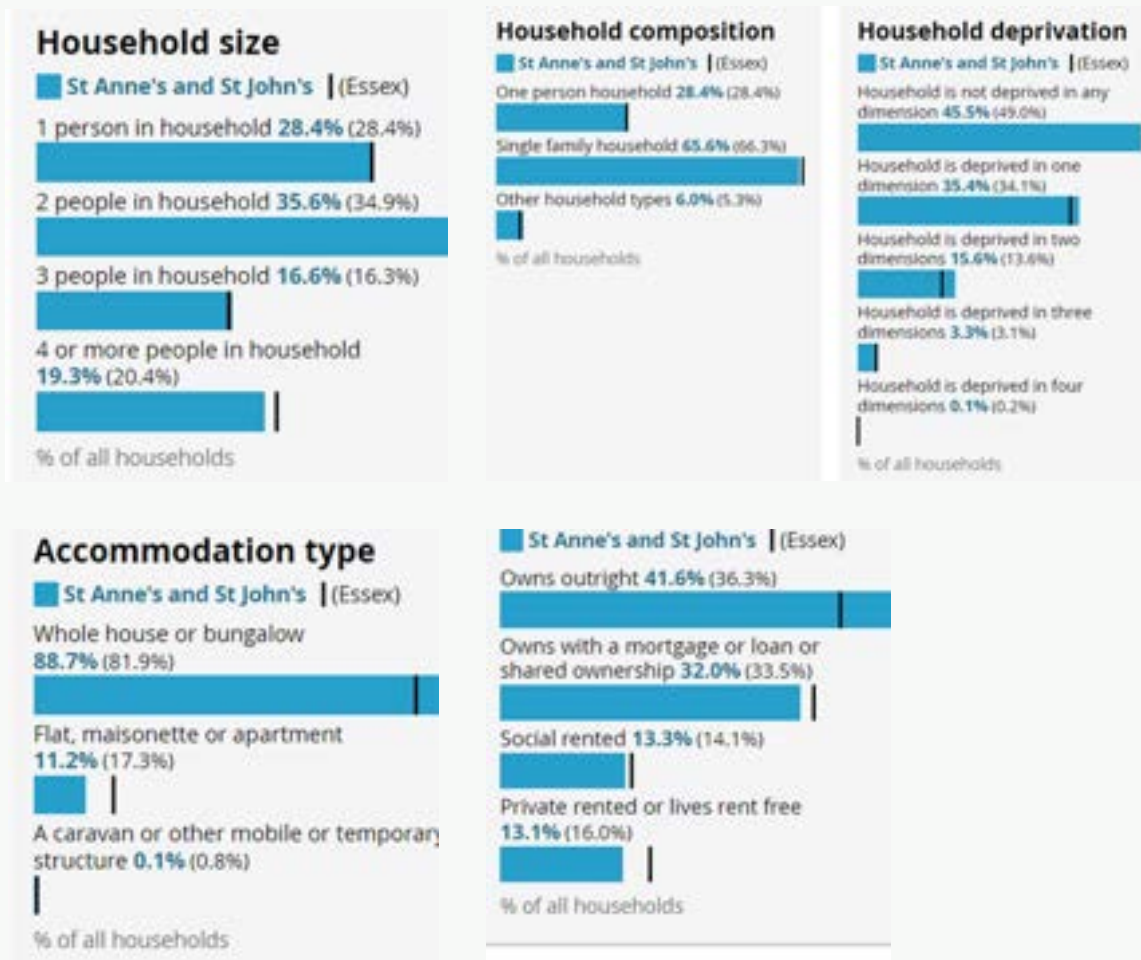 Household size
St Anne's and St John's (Essex)
1 person in household 28.4% (28.4%)
2 people in household 35.6% (34.9%)
3 people in household 16.6% (16.3%)
4 or more people in household
19.3% (20.4%)
% of all households
Household composition
St Anne's and St John's (Essex)
One person household 28.4% (28.4%)
Single family household 65.6% (66.3%)
Other household types 6.0% (5.3%)
% of all households
Household deprivation
St Anne's and St John's (Essex)
Household is not deprived in any
dimension 45.5% (49.0%)
Household is deprived in one
dimension 35.4% (34.1%)
Household is deprived in two
dimensions 15.6% (13.6%)
Household is deprived in three
dimensions 3.3% (3.1%)
Household is deprived in four
dimensions 0.1% (0.2%)
% of all households
Accommodation type
St Anne's and St John's (Essex)
Whole house or bungalow
88.7% (81.9%)
Flat, maisonette or apartment
11.2% (17.3%)
A caravan or other mobile or temporary
structure 0.1% (0.8%)
% of all households
St Anne's and St John's (Essex)
Owns outright 41.6% (36.3%)
Owns with a mortgage or loan or
shared ownership 32.0% (33.5%)
Social rented 13.3% (14.1%)
Private rented or lives rent free
13.1% (16.0%)
% of all households